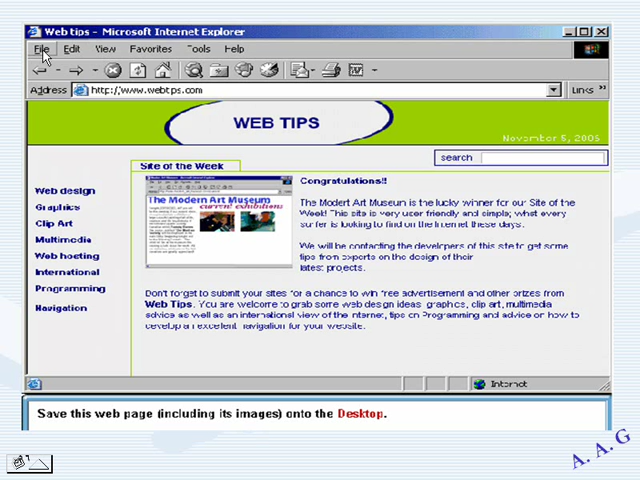 Web tips - Microsoft Internet Explorer
File Edit View Favorites Tools Help
Address http://www.webtips.com Links »
WEB TIPS
November 5, 2005
search
Site of the Week
Web design
Graphics
Clip Art
Multimedia
Web hosting
International
Programming
Navigation
The Modern Art Museum
current exhibitions
Congratulations!!
The Modert Art Museum is the lucky winner for our Site of the
Week! This site is very user friendly and simple; what every
surfer is looking to find on the Internet these days.
We will be contacting the developers of this site to get some
tips from experts on the design of their
latest projects.
Don't forget to submit your sites for a chance to win free advertisement and other prizes from
Web Tips. You are welcome to grab some web design ideas, graphics, clip art, multimedia
advice as well as an international view of the Internet, tips on Programming and advice on how to
develop an excellent navigation for your website.
Internet
Save this web page (including its images) onto the Desktop.
A. A. G